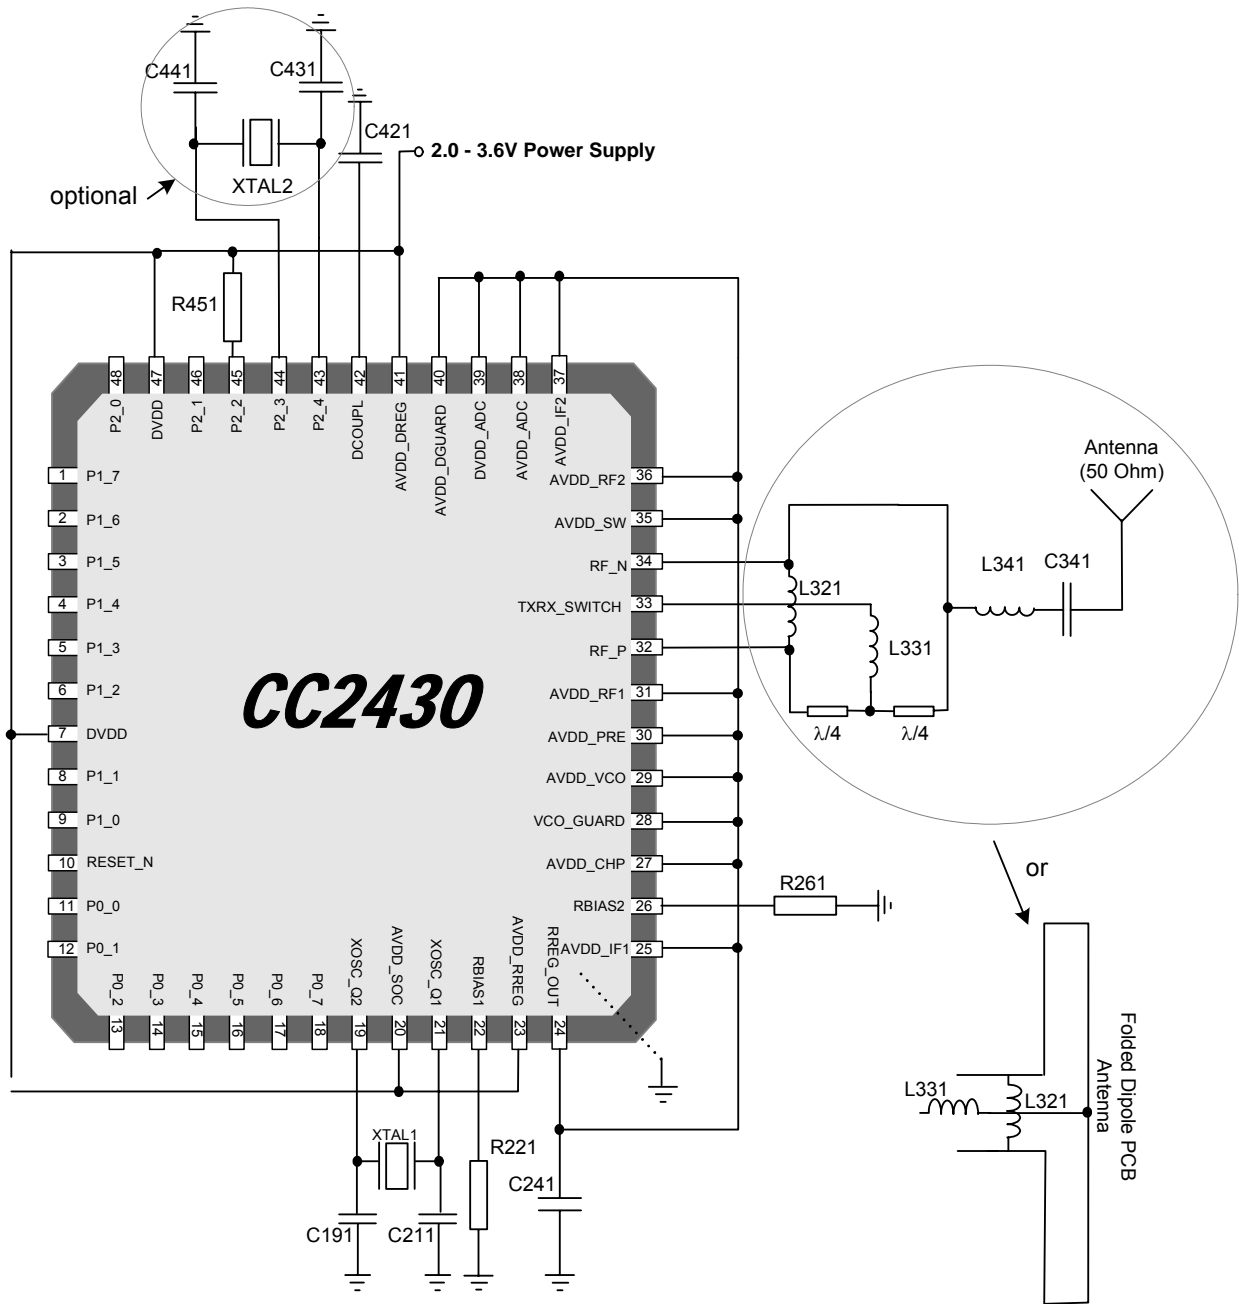 C441
C431
C421
2.0 - 3.6V Power Supply
XTAL2
optional
R451
48
47
46
45
44
43
42
41
40
39
38
37
P2_0
DVDD
P2_1
P2_2
P2_3
P2_4
DCOUPL
AVDD_DREG
AVDD_DGUARD
DVDD_ADC
AVDD_ADC
AVDD_IF2
1 P1_7
2 P1_6
3 P1_5
4 P1_4
5 P1_3
6 P1_2
7 DVDD
8 P1_1
9 P1_0
10 RESET_N
11 P0_0
12 P0_1
CC2430
AVDD_RF2 36
AVDD_SW 35
RF_N 34
TXRX_SWITCH 33
RF_P 32
AVDD_RF1 31
AVDD_PRE 30
AVDD_VCO 29
VCO_GUARD 28
AVDD_CHP 27
RBIAS2 26
AVDD_IF1 25
P0_2
P0_3
P0_4
P0_5
P0_6
P0_7
XOSC_Q2
AVDD_SOC
XOSC_Q1
RBIAS1
AVDD_RREG
RREG_OUT
13
14
15
16
17
18
19
20
21
22
23
24
Antenna
(50 Ohm)
L341
C341
L321
L331
λ/4
λ/4
R261
or
Folded Dipole PCB
Antenna
L331
L321
XTAL1
R221
C241
C191
C211